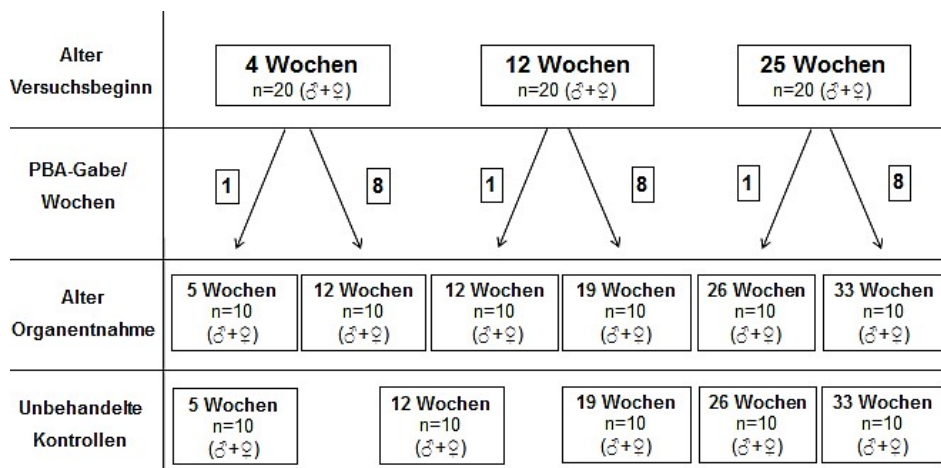 Alter
Versuchsbeginn
4 Wochen
n=20 (♂+♀)
12 Wochen
n=20 (♂+♀)
25 Wochen
n=20 (♂+♀)
PBA-Gabe/
Wochen
1
8
1
8
1
8
Alter
Organentnahme
5 Wochen
n=10
(♂+♀)
12 Wochen
n=10
(♂+♀)
12 Wochen
n=10
(♂+♀)
19 Wochen
n=10
(♂+♀)
26 Wochen
n=10
(♂+♀)
33 Wochen
n=10
(♂+♀)
Unbehandelte
Kontrollen
5 Wochen
n=10
(♂+♀)
12 Wochen
n=10
(♂+♀)
19 Wochen
n=10
(♂+♀)
26 Wochen
n=10
(♂+♀)
33 Wochen
n=10
(♂+♀)